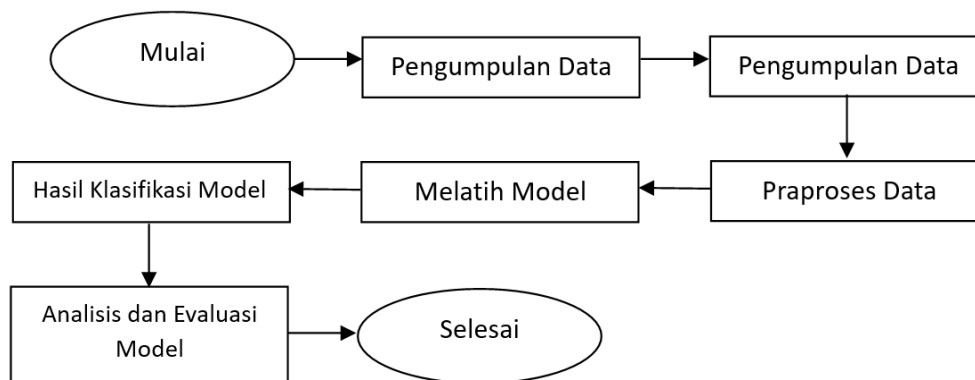 Mulai
Pengumpulan Data
Pengumpulan Data
Praproses Data
Melatih Model
Hasil Klasifikasi Model
Analisis dan Evaluasi
Model
Selesai